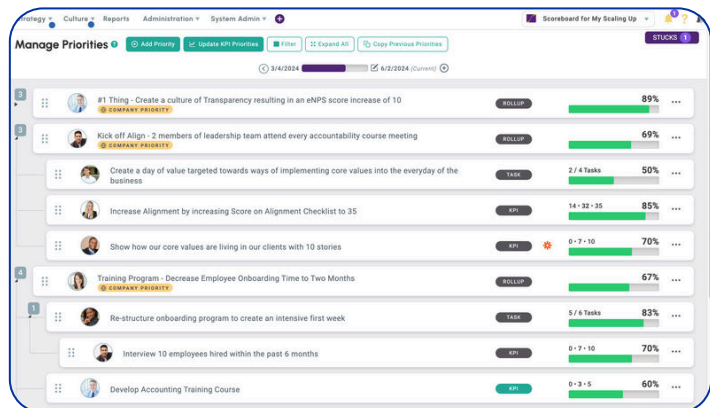 Strategy Culture Reports Administration System Admin Scoreboard for My Scaling Up 1 ?
Manage Priorities Add Priority Update KPI Priorities Filter Expand All Copy Previous Priorities STUCKS 1
3/4/2024 6/2/2024 (Current)
3
#1 Thing - Create a culture of Transparency resulting in an eNPS score increase of 10
COMPANY PRIORITY
ROLLUP
89%
3
Kick off Align - 2 members of leadership team attend every accountability course meeting
COMPANY PRIORITY
ROLLUP
69%
Create a day of value targeted towards ways of implementing core values into the everyday of the
business
TASK
2 / 4 Tasks 50%
Increase Alignment by increasing Score on Alignment Checklist to 35
KPI
14 • 32 • 35 85%
Show how our core values are living in our clients with 10 stories
KPI
0 • 7 • 10 70%
4
Training Program - Decrease Employee Onboarding Time to Two Months
COMPANY PRIORITY
ROLLUP
67%
1
Re-structure onboarding program to create an intensive first week
TASK
5 / 6 Tasks 83%
Interview 10 employees hired within the past 6 months
KPI
0 • 7 • 10 70%
Develop Accounting Training Course
KPI
0 • 3 • 5 60%